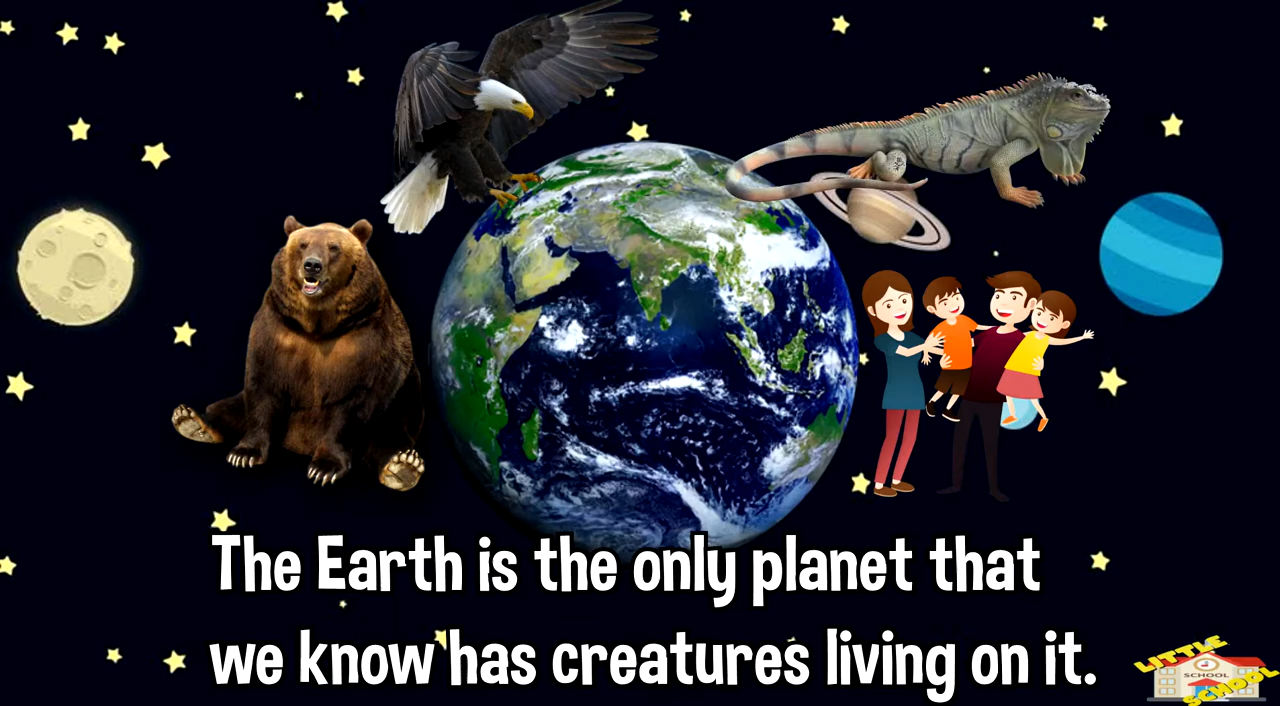 The Earth is the only planet that
we know has creatures living on it.
LITTLE
SCHOOL
SCHOOL